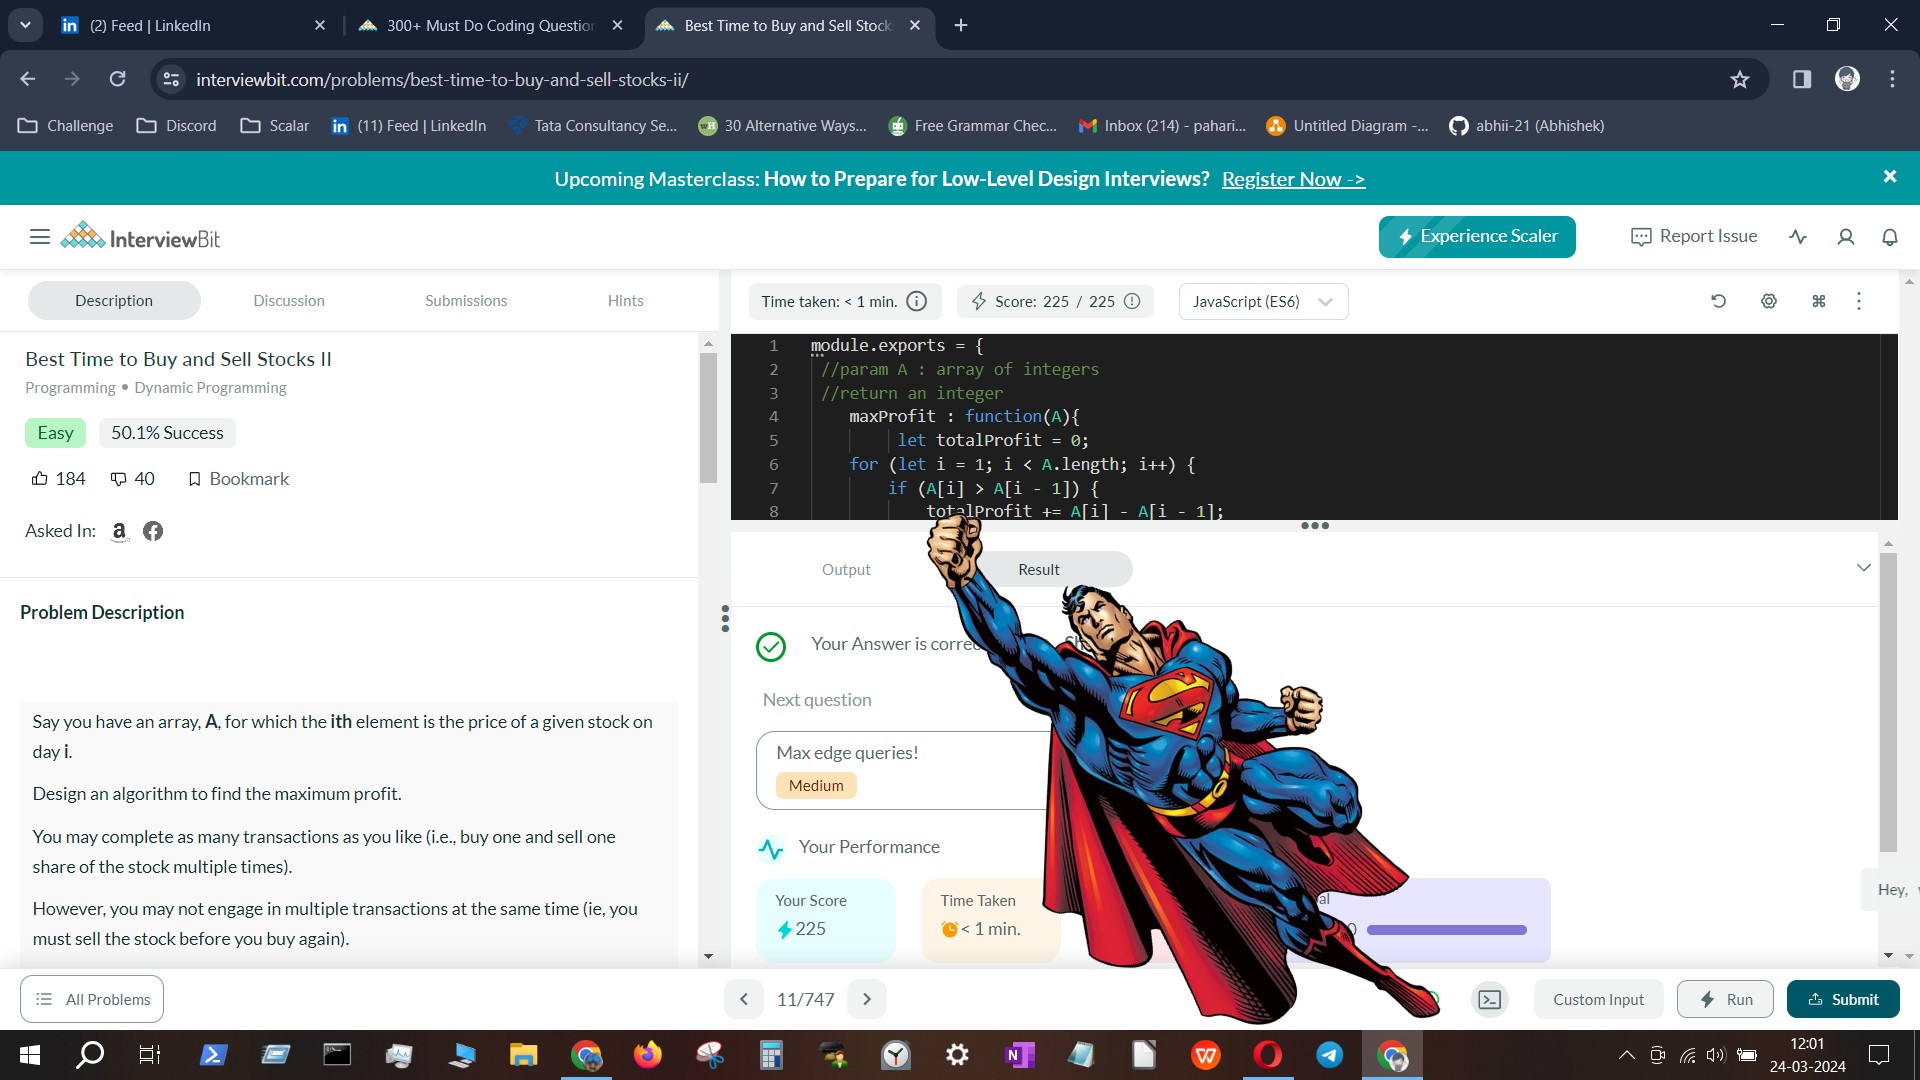 (2) Feed | LinkedIn
300+ Must Do Coding Question
Best Time to Buy and Sell Stock
interviewbit.com/problems/best-time-to-buy-and-sell-stocks-ii/
Challenge
Discord
Scalar
(11) Feed | LinkedIn
Tata Consultancy Se...
30 Alternative Ways...
Free Grammar Chec...
Inbox (214) - pahari...
Untitled Diagram -...
abhii-21 (Abhishek)
Upcoming Masterclass: How to Prepare for Low-Level Design Interviews? Register Now ->
InterviewBit
Experience Scaler
Report Issue
Description
Discussion
Submissions
Hints
Time taken: < 1 min.
Score: 225 / 225
JavaScript (ES6)
Best Time to Buy and Sell Stocks II
Programming • Dynamic Programming
Easy
50.1% Success
184
40
Bookmark
Asked In:
Problem Description
Say you have an array, A, for which the ith element is the price of a given stock on
day i.
Design an algorithm to find the maximum profit.
You may complete as many transactions as you like (i.e., buy one and sell one
share of the stock multiple times).
However, you may not engage in multiple transactions at the same time (ie, you
must sell the stock before you buy again).
1 module.exports = {
2 //param A : array of integers
3 //return an integer
4 maxProfit : function(A){
5 let totalProfit = 0;
6 for (let i = 1; i < A.length; i++) {
7 if (A[i] > A[i - 1]) {
8 totalProfit += A[i] - A[i - 1];
Output
Result
Your Answer is correc
Next question
Max edge queries!
Medium
Your Performance
Your Score
225
Time Taken
< 1 min.
Hey,
All Problems
11/747
Custom Input
Run
Submit
12:01
24-03-2024